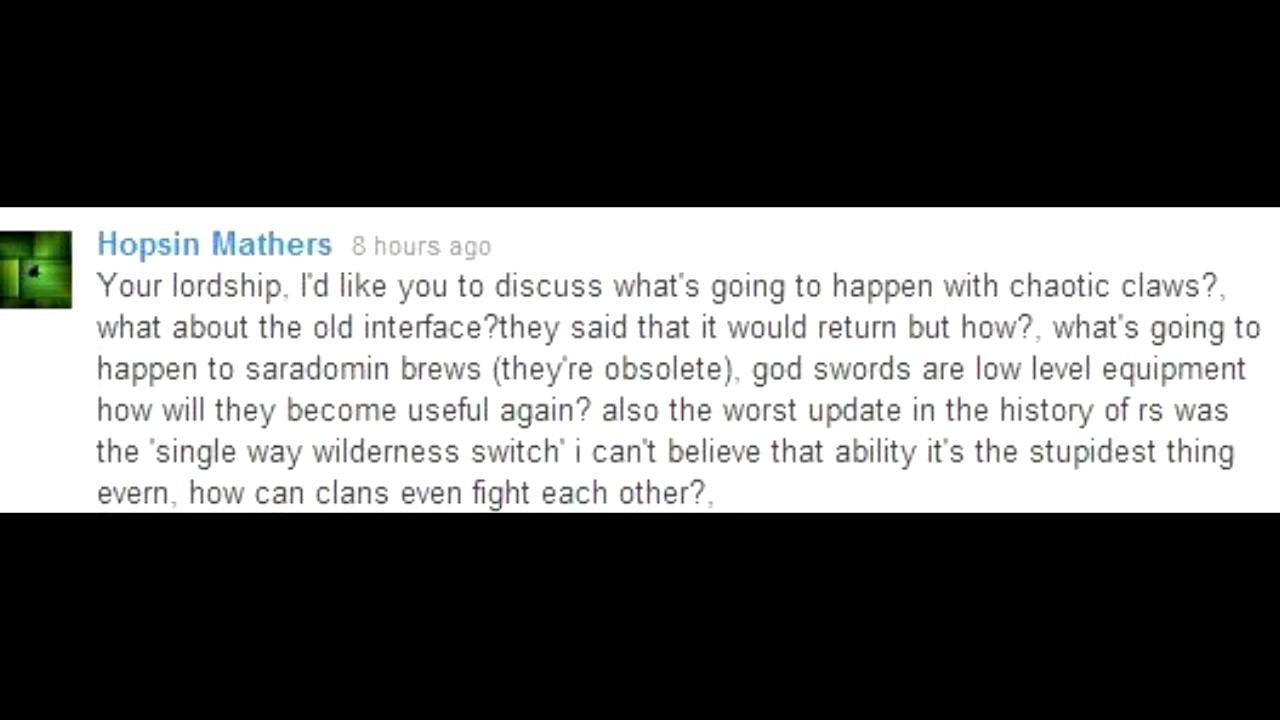 Hopsin Mathers 8 hours ago
Your lordship, I'd like you to discuss what's going to happen with chaotic claws?,
what about the old interface?they said that it would return but how?, what's going to
happen to saradomin brews (they're obsolete), god swords are low level equipment
how will they become useful again? also the worst update in the history of rs was
the 'single way wilderness switch' i can't believe that ability it's the stupidest thing
evern, how can clans even fight each other?,